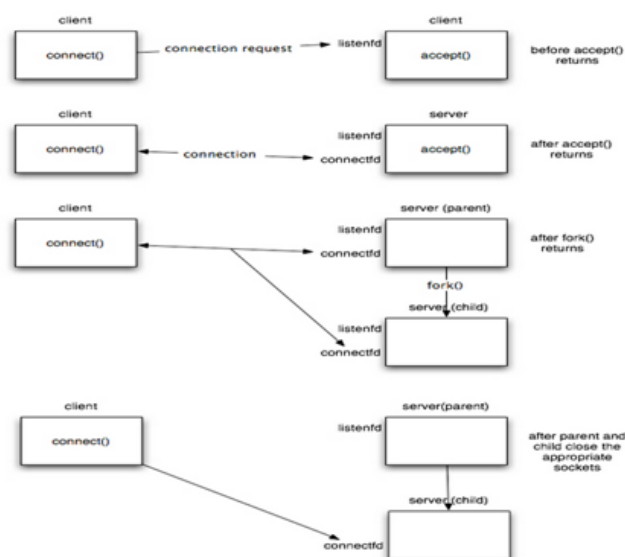 client
client
connect()
connection request
listenfd
accept()
before accept()
returns
client
server
connect()
connection
listenfd
connectfd
accept()
after accept()
returns
client
server (parent)
connect()
listenfd
connectfd
after fork()
returns
fork()
server (child)
listenfd
connectfd
client
server(parent)
connect()
listenfd
after parent and
child close the
appropriate
sockets
server (child)
connectfd